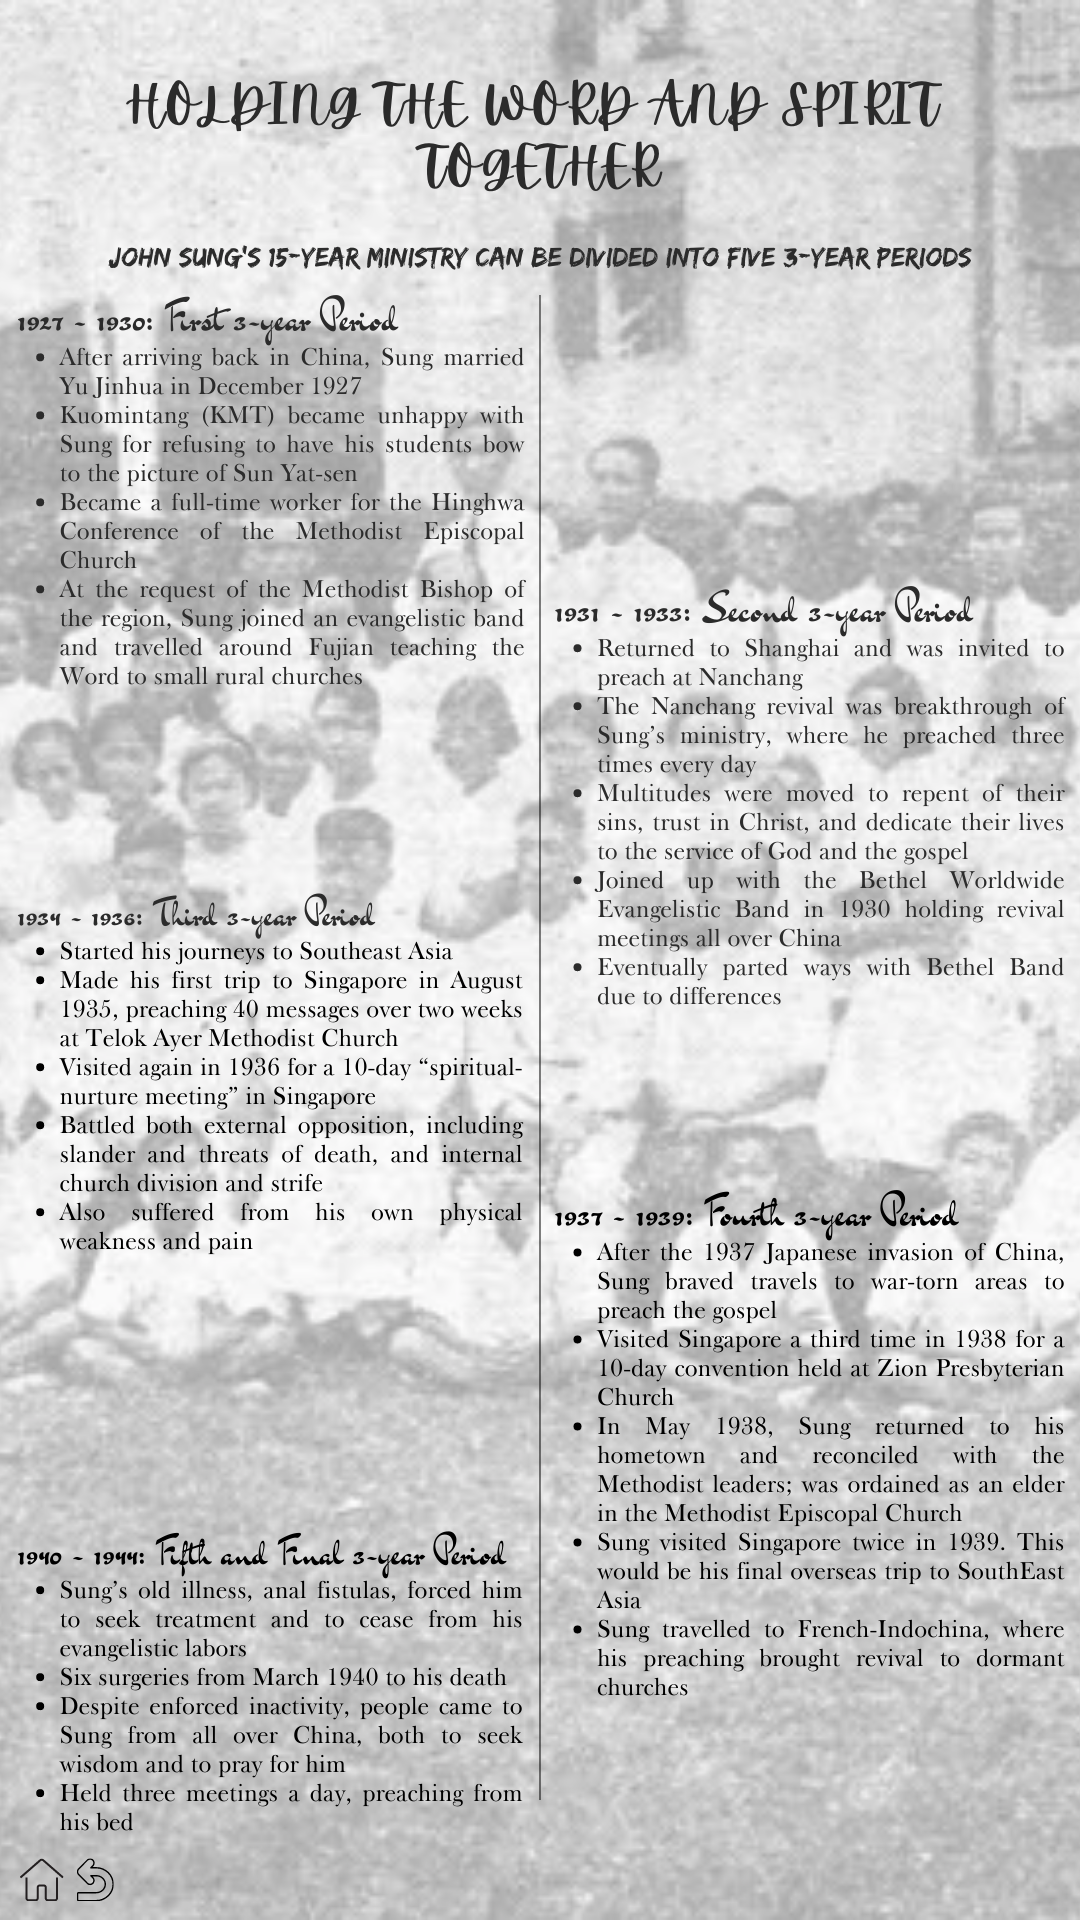 HOLDING THE WORD AND SPIRIT
TOGETHER
JOHN SUNG'S 15-YEAR MINISTRY CAN BE DIVIDED INTO FIVE 3-YEAR PERIODS
1927 - 1930: First 3-year Period
• After arriving back in China, Sung married
Yu Jinhua in December 1927
• Kuomintang (KMT) became unhappy with
Sung for refusing to have his students bow
to the picture of Sun Yat-sen
• Became a full-time worker for the Hinghwa
Conference of the Methodist Episcopal
Church
• At the request of the Methodist Bishop of
the region, Sung joined an evangelistic band
and travelled around Fujian teaching the
Word to small rural churches
1931 - 1933: Second 3-year Period
• Returned to Shanghai and was invited to
preach at Nanchang
• The Nanchang revival was breakthrough of
Sung's ministry, where he preached three
times every day
• Multitudes were moved to repent of their
sins, trust in Christ, and dedicate their lives
to the service of God and the gospel
• Joined up with the Bethel Worldwide
Evangelistic Band in 1930 holding revival
meetings all over China
• Eventually parted ways with Bethel Band
due to differences
1934 - 1936: Third 3-year Period
• Started his journeys to Southeast Asia
• Made his first trip to Singapore in August
1935, preaching 40 messages over two weeks
at Telok Ayer Methodist Church
• Visited again in 1936 for a 10-day “spiritual-
nurture meeting” in Singapore
• Battled both external opposition, including
slander and threats of death, and internal
church division and strife
• Also suffered from his own physical
weakness and pain
1937 - 1939: Fourth 3-year Period
• After the 1937 Japanese invasion of China,
Sung braved travels to war-torn areas to
preach the gospel
• Visited Singapore a third time in 1938 for a
10-day convention held at Zion Presbyterian
Church
• In May 1938, Sung returned to his
hometown and reconciled with the
Methodist leaders; was ordained as an elder
in the Methodist Episcopal Church
• Sung visited Singapore twice in 1939. This
would be his final overseas trip to SouthEast
Asia
• Sung travelled to French-Indochina, where
his preaching brought revival to dormant
churches
1940 - 1944: Fifth and Final 3-year Period
• Sung's old illness, anal fistulas, forced him
to seek treatment and to cease from his
evangelistic labors
• Six surgeries from March 1940 to his death
• Despite enforced inactivity, people came to
Sung from all over China, both to seek
wisdom and to pray for him
• Held three meetings a day, preaching from
his bed